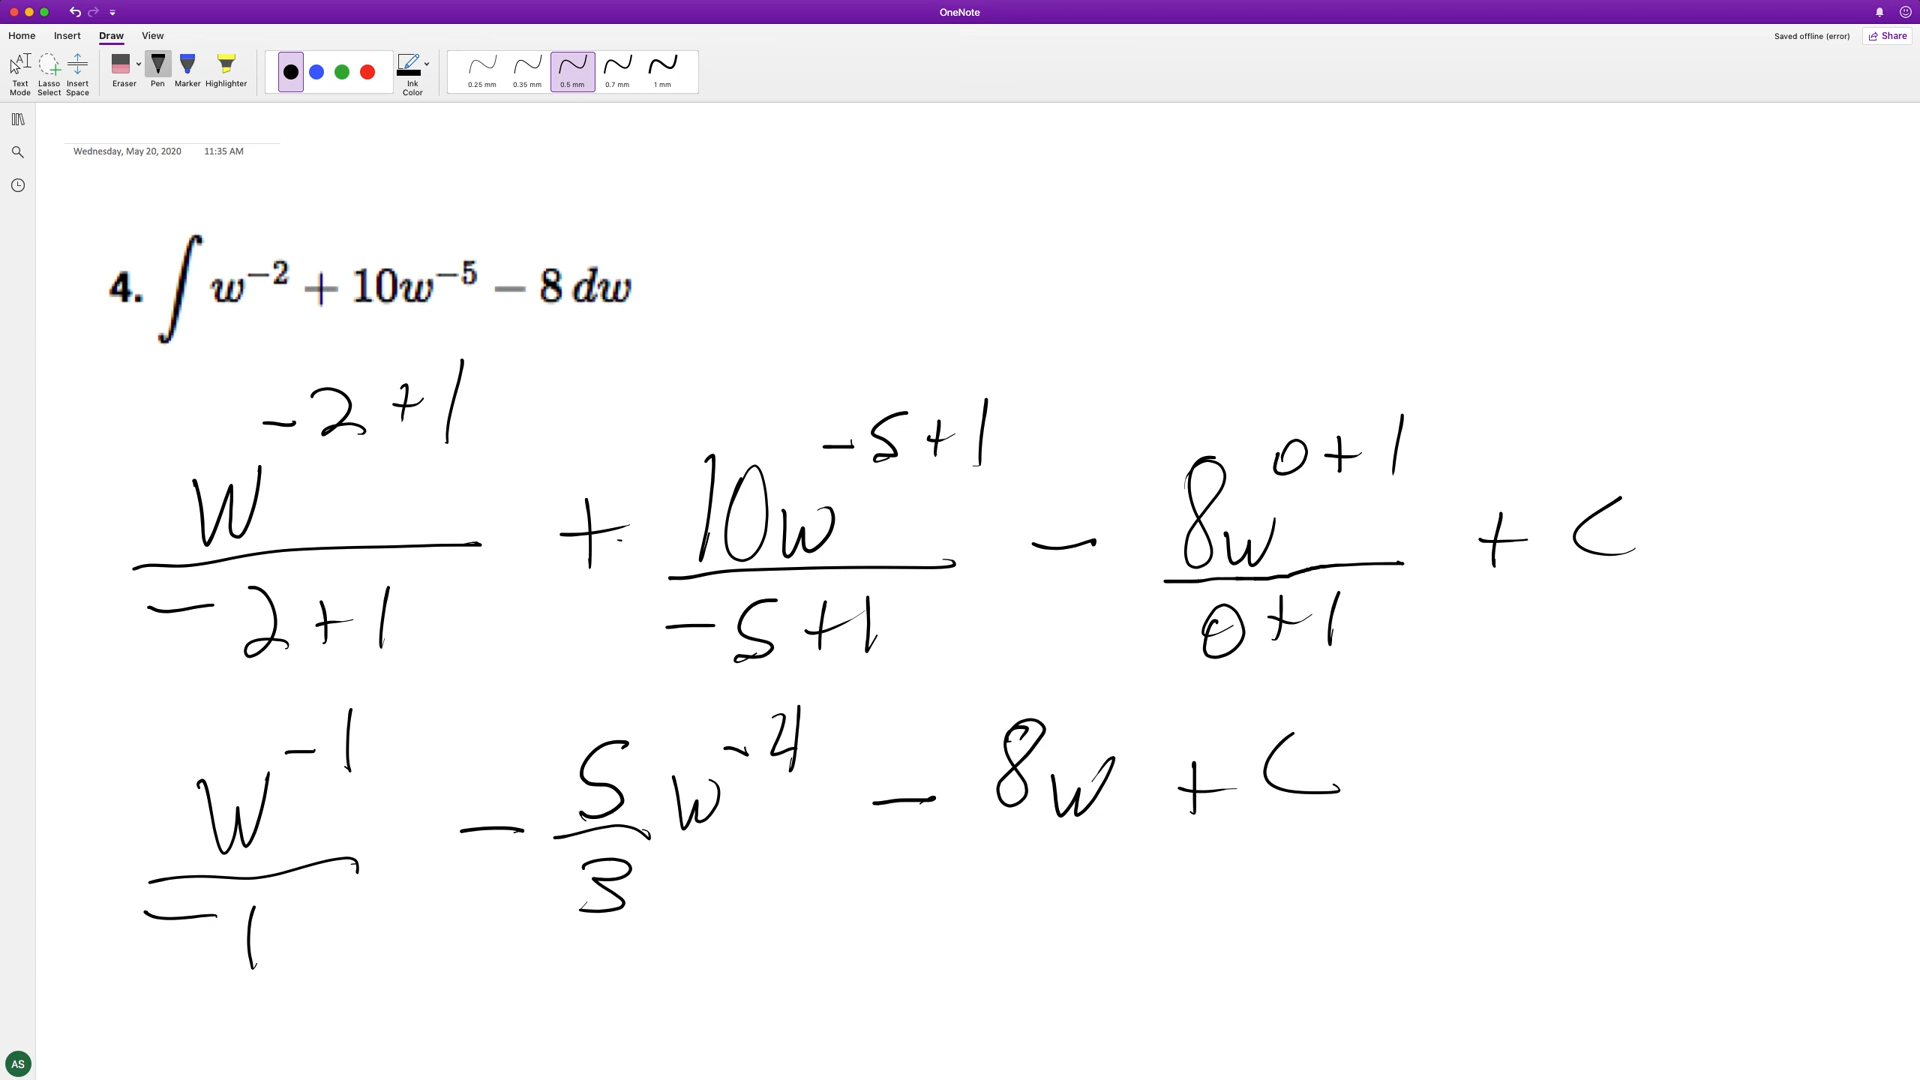 OneNote
Home Insert Draw View
Saved offline (error) Share
Text Mode Lasso Select Insert Space Eraser Pen Marker Highlighter Ink Color 0.25 mm 0.35 mm 0.5 mm 0.7 mm 1 mm
Wednesday, May 20, 2020 11:35 AM
4. ∫ w⁻² + 10w⁻⁵ − 8 dw
w^(-2+1)/(-2+1) + 10w^(-5+1)/(-5+1) - 8w^(0+1)/(0+1) + C
w^(-1)/(-1) - 5/3 w^(-4) - 8w + C
AS